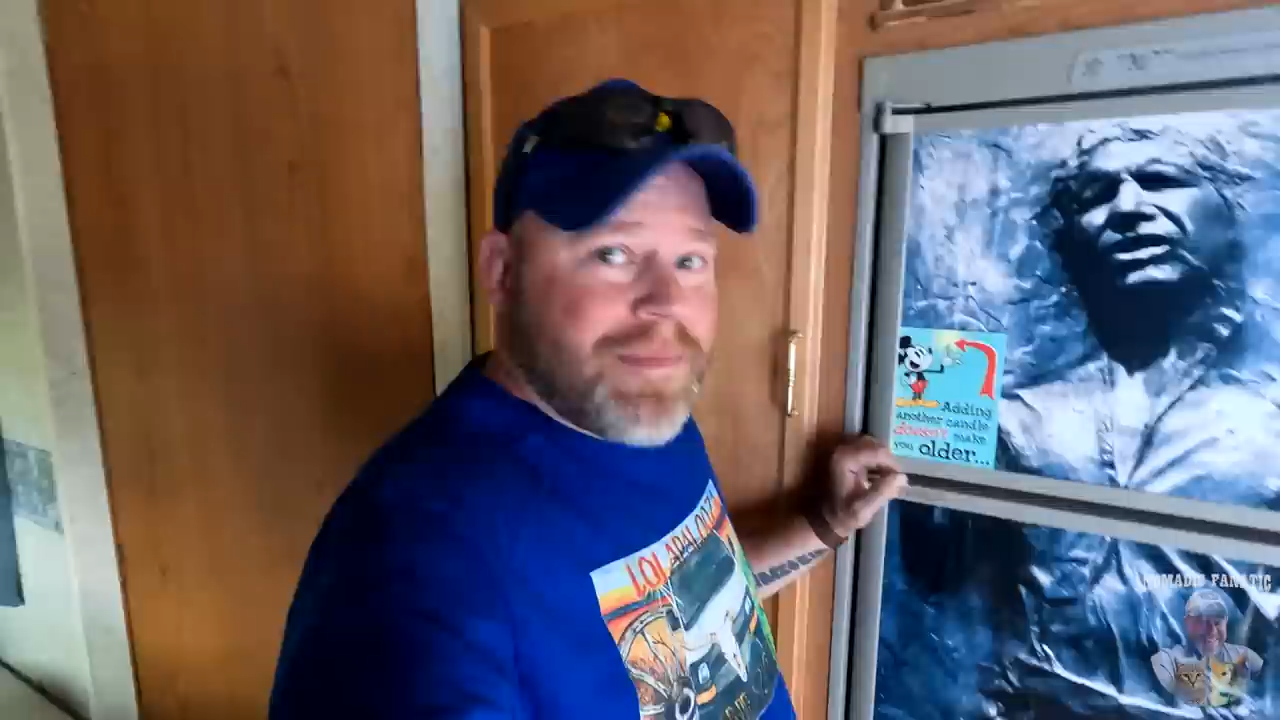 LOLAPALOOZA
Adding
another candle
doesn't make
you older...
NOMADIC FANATIC